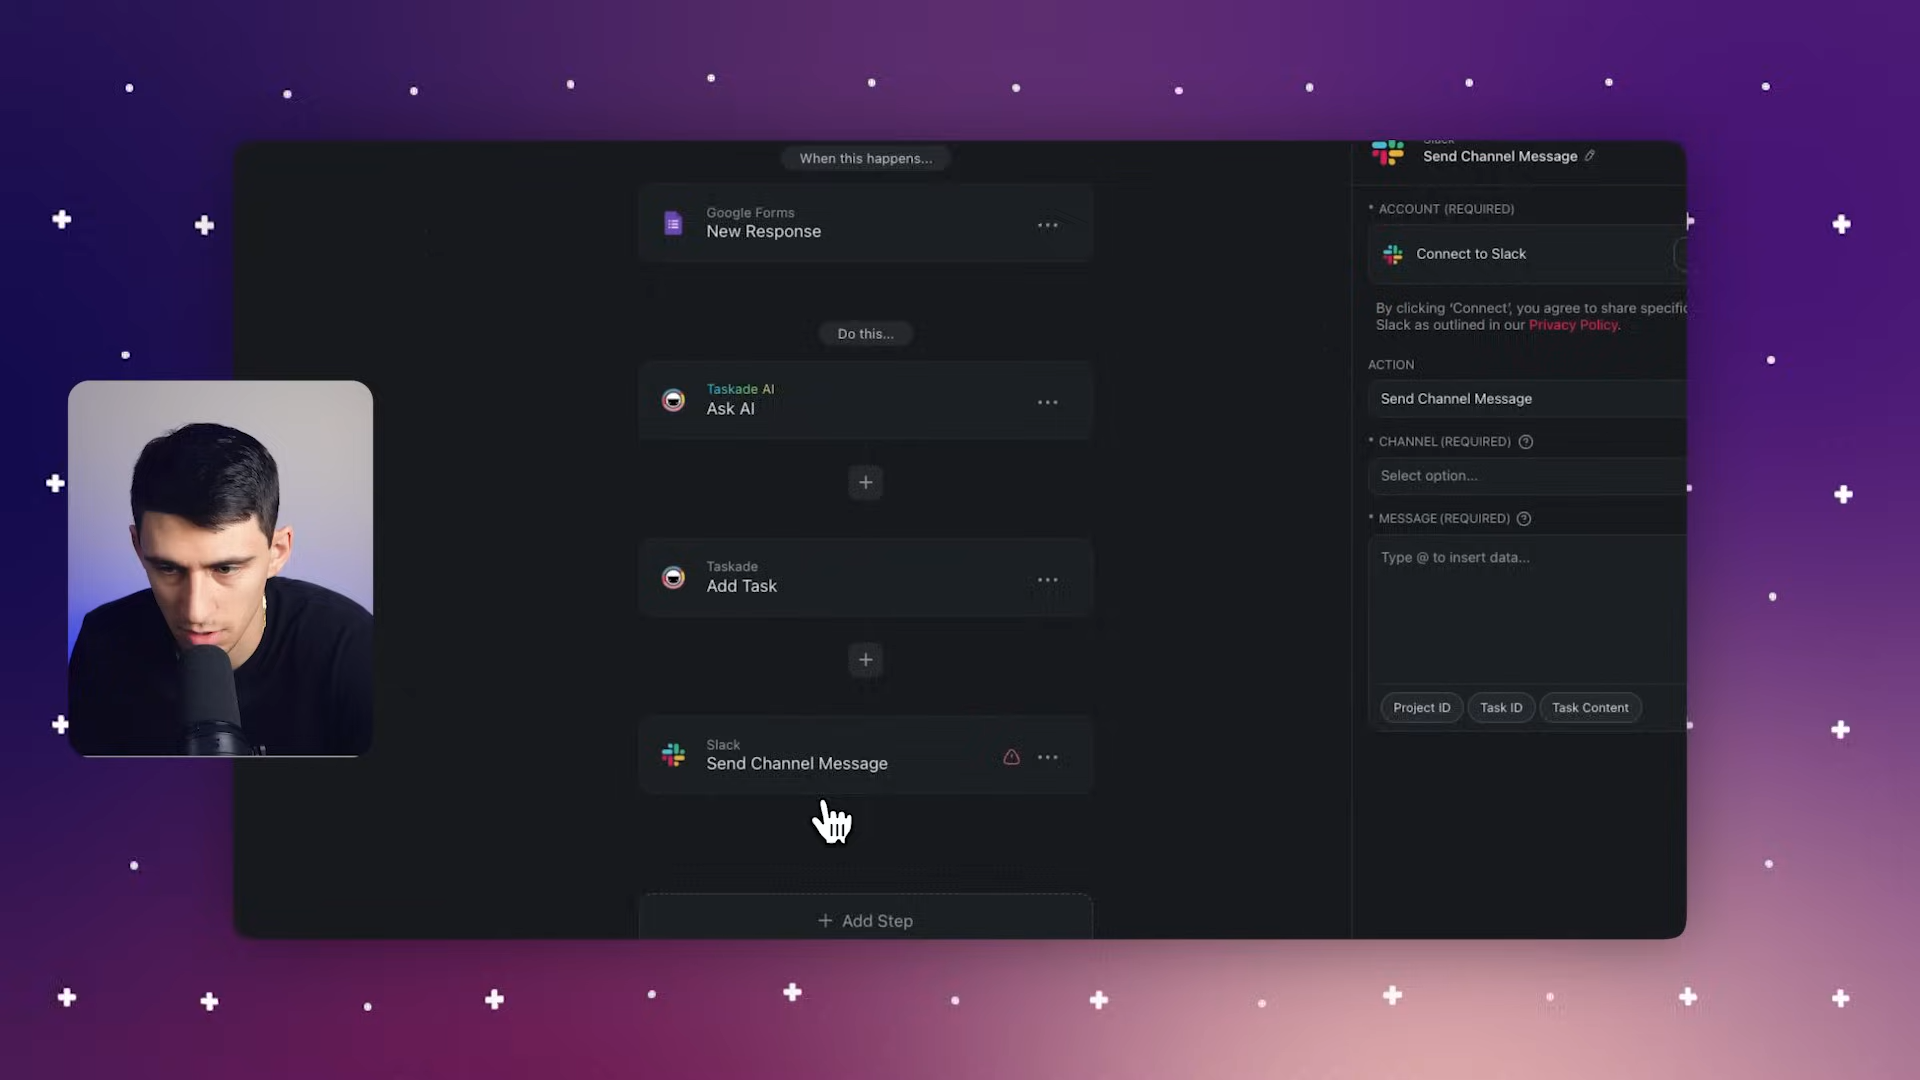 When this happens...
Google Forms
New Response
Do this...
Taskade AI
Ask AI
Taskade
Add Task
Slack
Send Channel Message
+ Add Step
Slack
Send Channel Message
* ACCOUNT (REQUIRED)
Connect to Slack
By clicking ‘Connect’, you agree to share specific
Slack as outlined in our Privacy Policy.
ACTION
Send Channel Message
* CHANNEL (REQUIRED)
Select option...
* MESSAGE (REQUIRED)
Type @ to insert data...
Project ID Task ID Task Content